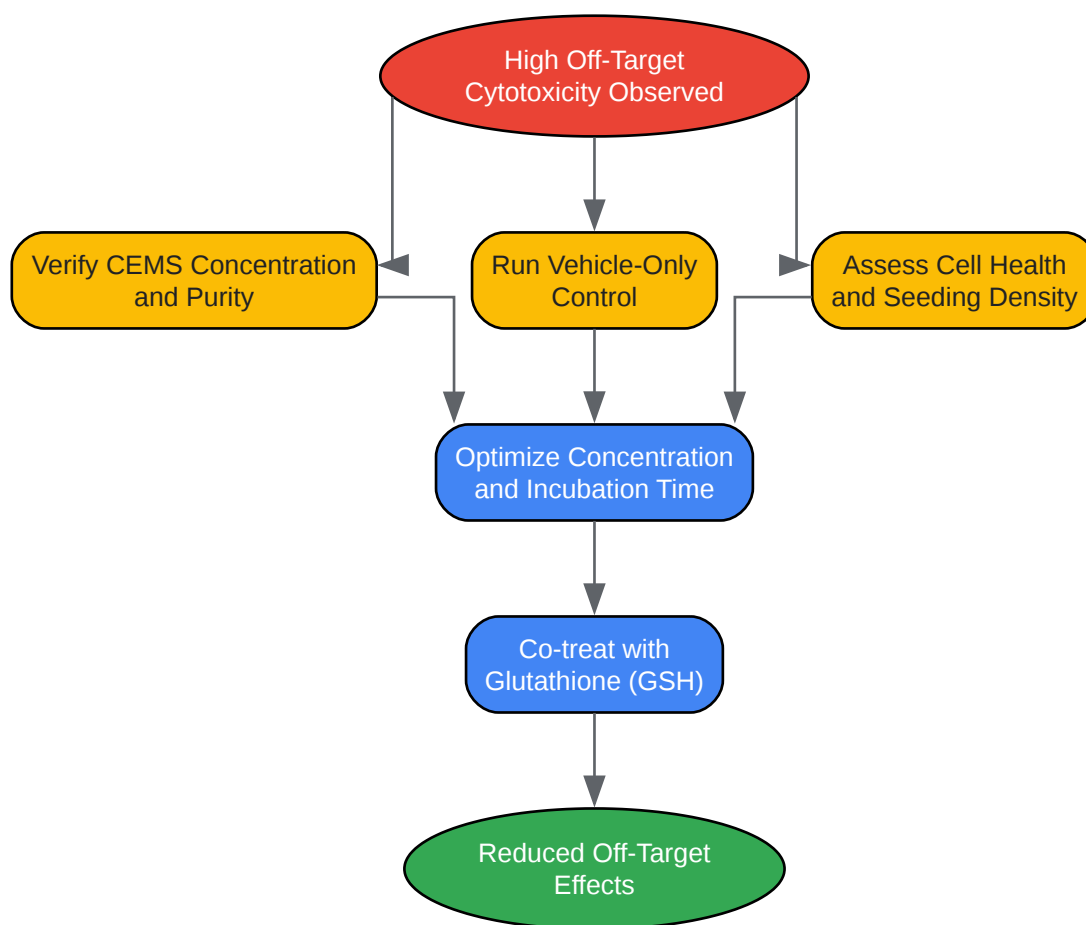 High Off-Target
Cytotoxicity Observed
Verify CEMS Concentration
and Purity
Run Vehicle-Only
Control
Assess Cell Health
and Seeding Density
Optimize Concentration
and Incubation Time
Co-treat with
Glutathione (GSH)
Reduced Off-Target
Effects